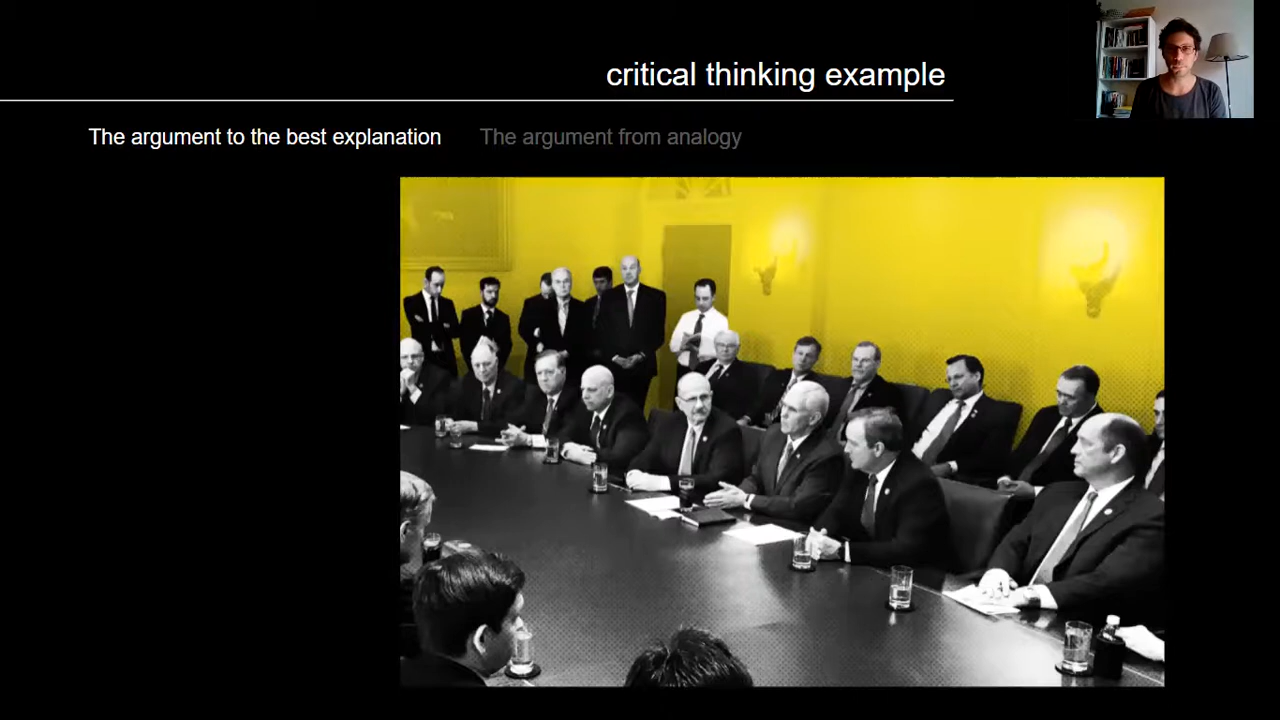 critical thinking example
The argument to the best explanation
The argument from analogy